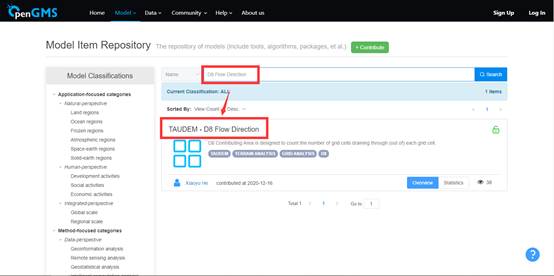 OpenGMS
Home Model Data Community Help About us Sign Up Log In
Model Item Repository The repository of models (include tools, algorithms, packages, et al.) + Contribute
Model Classifications
Application-focused categories
Natural-perspective
Land regions
Ocean regions
Frozen regions
Atmospheric regions
Space-earth regions
Solid-earth regions
Human-perspective
Development activities
Social activities
Economic activities
Integrated-perspective
Global scale
Regional scale
Method-focused categories
Data-perspective
Geoinformation analysis
Remote sensing analysis
Geostatistical analysis
Name D8 Flow Direction Search
Current Classification: ALL 1 items
Sorted By: View Count Desc. 1
TAUDEM - D8 Flow Direction
D8 Contributing Area is designed to count the number of grid cells draining through (out of) each grid cell.
TAUDEM TERRAIN ANALYSIS GRID ANALYSIS D8
Xiaoyu He contributed at 2020-12-16 Overview Statistics 38
Total 1 1 Go to 1
?